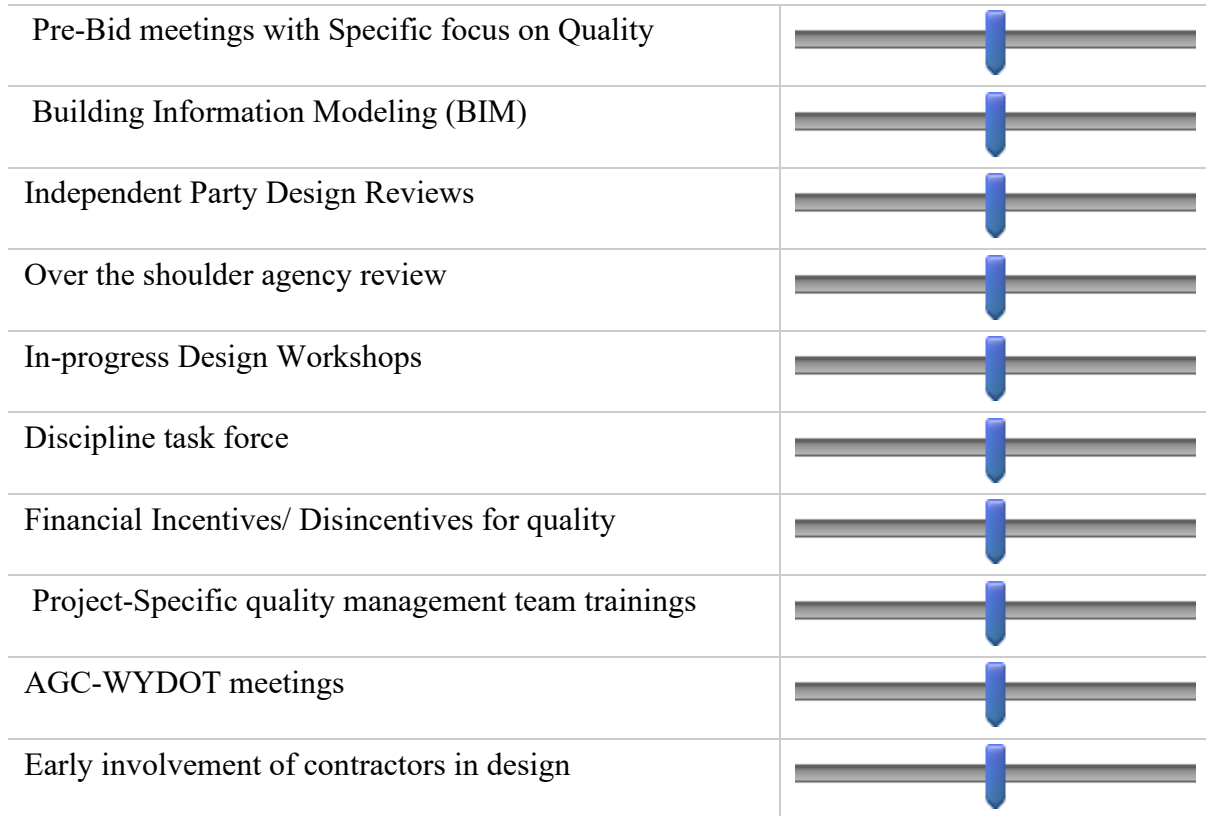 Pre-Bid meetings with Specific focus on Quality
Building Information Modeling (BIM)
Independent Party Design Reviews
Over the shoulder agency review
In-progress Design Workshops
Discipline task force
Financial Incentives/ Disincentives for quality
Project-Specific quality management team trainings
AGC-WYDOT meetings
Early involvement of contractors in design